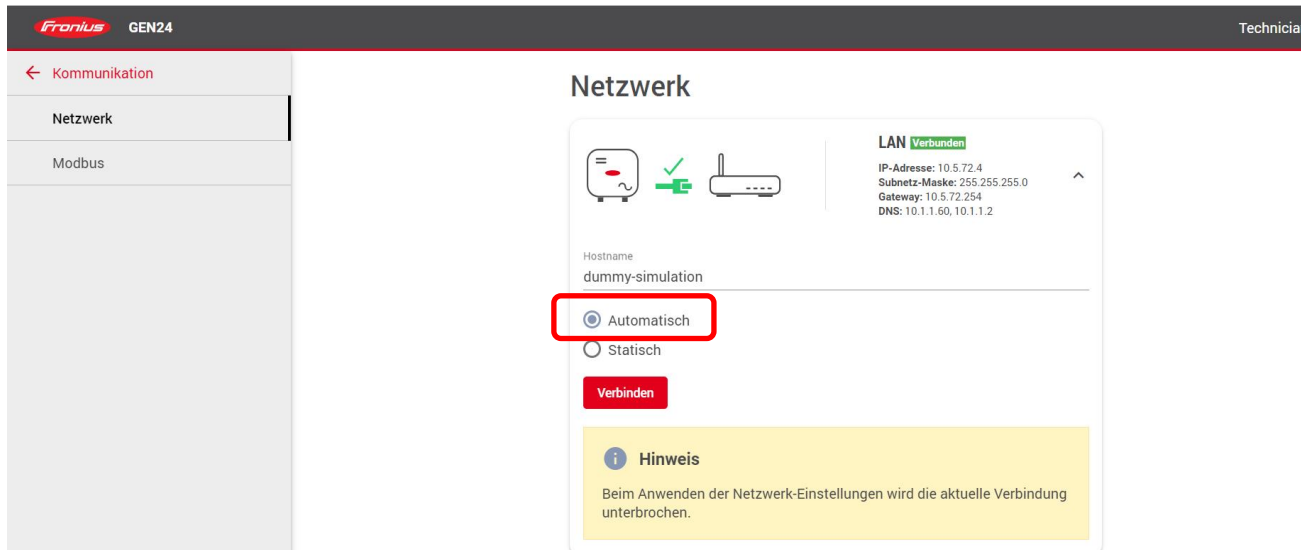 Fronius GEN24
Technicia
Kommunikation
Netzwerk
Modbus
Netzwerk
LAN Verbunden
IP-Adresse: 10.5.72.4
Subnetz-Maske: 255.255.255.0
Gateway: 10.5.72.254
DNS: 10.1.1.60, 10.1.1.2
Hostname
dummy-simulation
Automatisch
Statisch
Verbinden
Hinweis
Beim Anwenden der Netzwerk-Einstellungen wird die aktuelle Verbindung
unterbrochen.